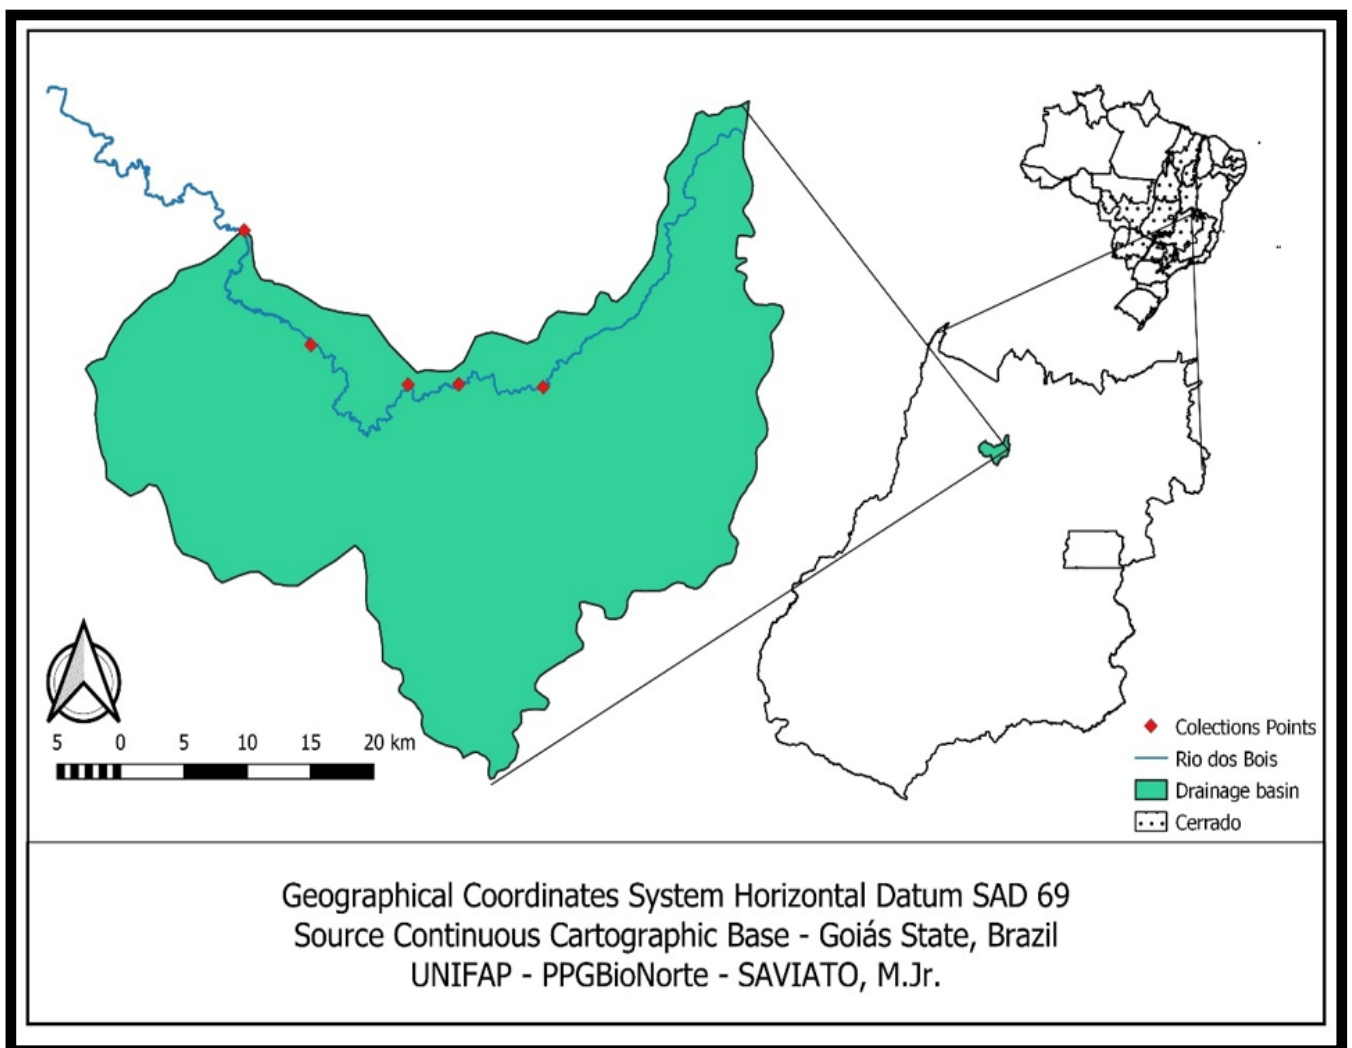 5 0 5 10 15 20 km
Colections Points
Rio dos Bois
Drainage basin
Cerrado
Geographical Coordinates System Horizontal Datum SAD 69
Source Continuous Cartographic Base - Goiás State, Brazil
UNIFAP - PPGBioNorte - SAVIATO, M.Jr.